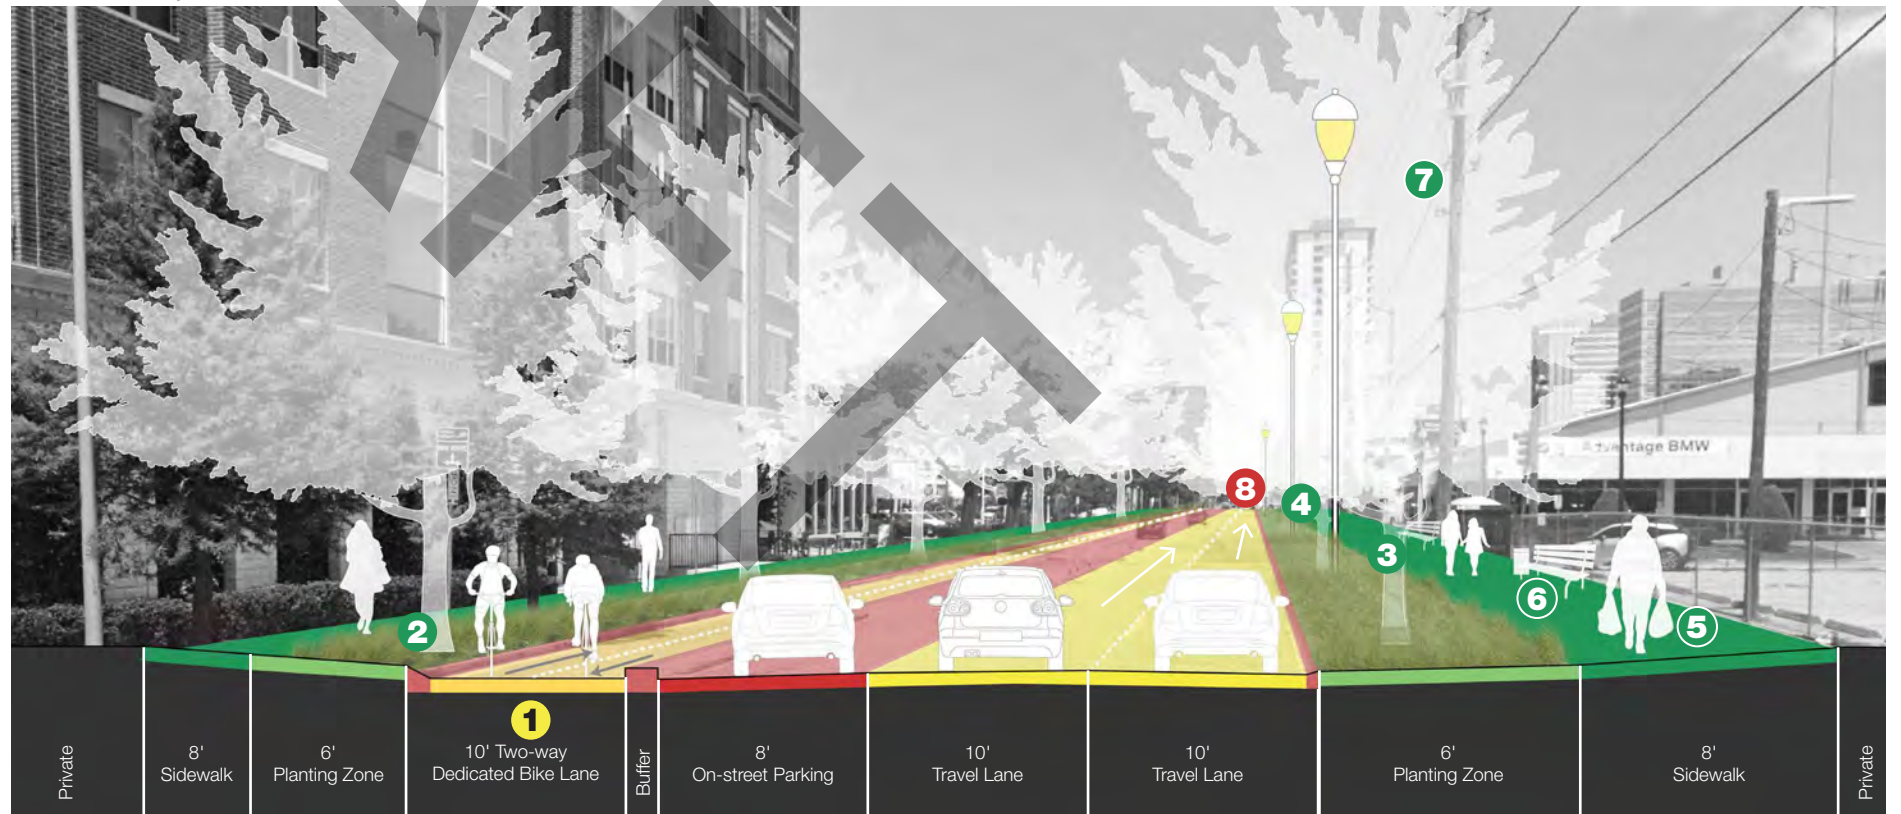 7
8
4
3
6
5
2
1
Advantage BMW
Private
8'
Sidewalk
6'
Planting Zone
10' Two-way
Dedicated Bike Lane
Buffer
8'
On-street Parking
10'
Travel Lane
10'
Travel Lane
6'
Planting Zone
8'
Sidewalk
Private